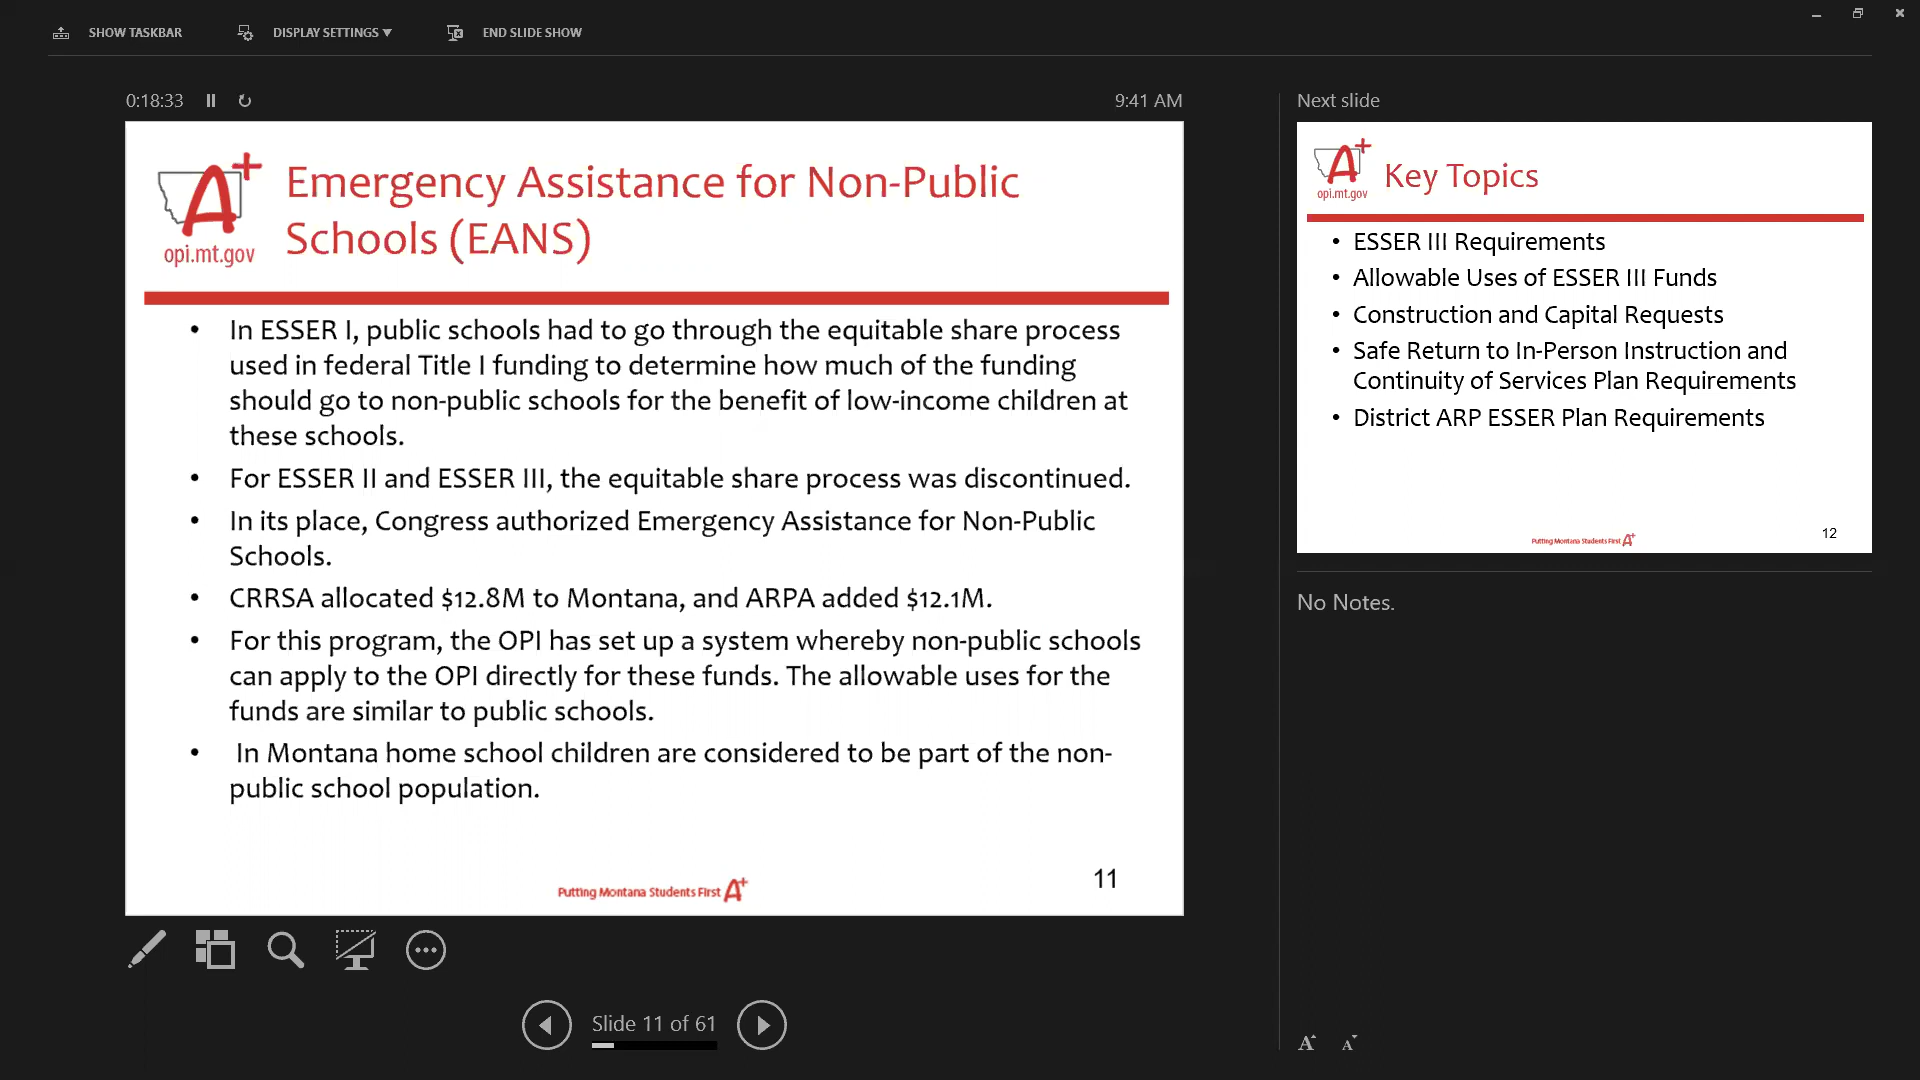 SHOW TASKBAR
DISPLAY SETTINGS ▼
END SLIDE SHOW
0:18:33
9:41 AM
A+
opi.mt.gov
Emergency Assistance for Non-Public
Schools (EANS)
• In ESSER I, public schools had to go through the equitable share process
used in federal Title I funding to determine how much of the funding
should go to non-public schools for the benefit of low-income children at
these schools.
• For ESSER II and ESSER III, the equitable share process was discontinued.
• In its place, Congress authorized Emergency Assistance for Non-Public
Schools.
• CRRSA allocated $12.8M to Montana, and ARPA added $12.1M.
• For this program, the OPI has set up a system whereby non-public schools
can apply to the OPI directly for these funds. The allowable uses for the
funds are similar to public schools.
• In Montana home school children are considered to be part of the non-
public school population.
Putting Montana Students First A+
11
Slide 11 of 61
Next slide
A+
opi.mt.gov
Key Topics
• ESSER III Requirements
• Allowable Uses of ESSER III Funds
• Construction and Capital Requests
• Safe Return to In-Person Instruction and
Continuity of Services Plan Requirements
• District ARP ESSER Plan Requirements
Putting Montana Students First A+
12
No Notes.
A A